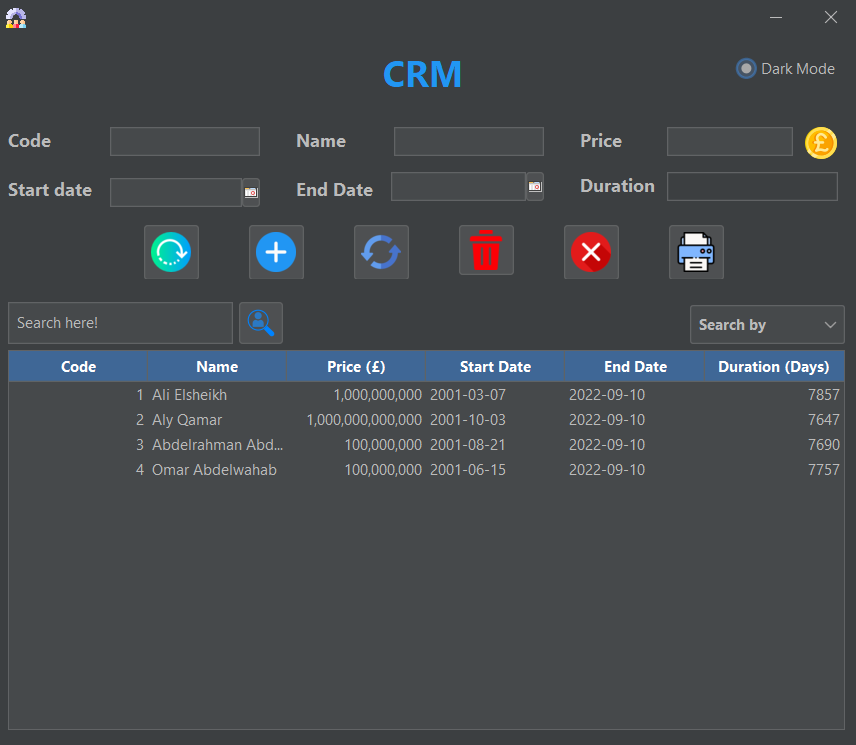 CRM
Dark Mode
Code Name Price £
Start date End Date Duration
Search here! Search by
Code Name Price (£) Start Date End Date Duration (Days)
1 Ali Elsheikh 1,000,000,000 2001-03-07 2022-09-10 7857
2 Aly Qamar 1,000,000,000,000 2001-10-03 2022-09-10 7647
3 Abdelrahman Abd... 100,000,000 2001-08-21 2022-09-10 7690
4 Omar Abdelwahab 100,000,000 2001-06-15 2022-09-10 7757